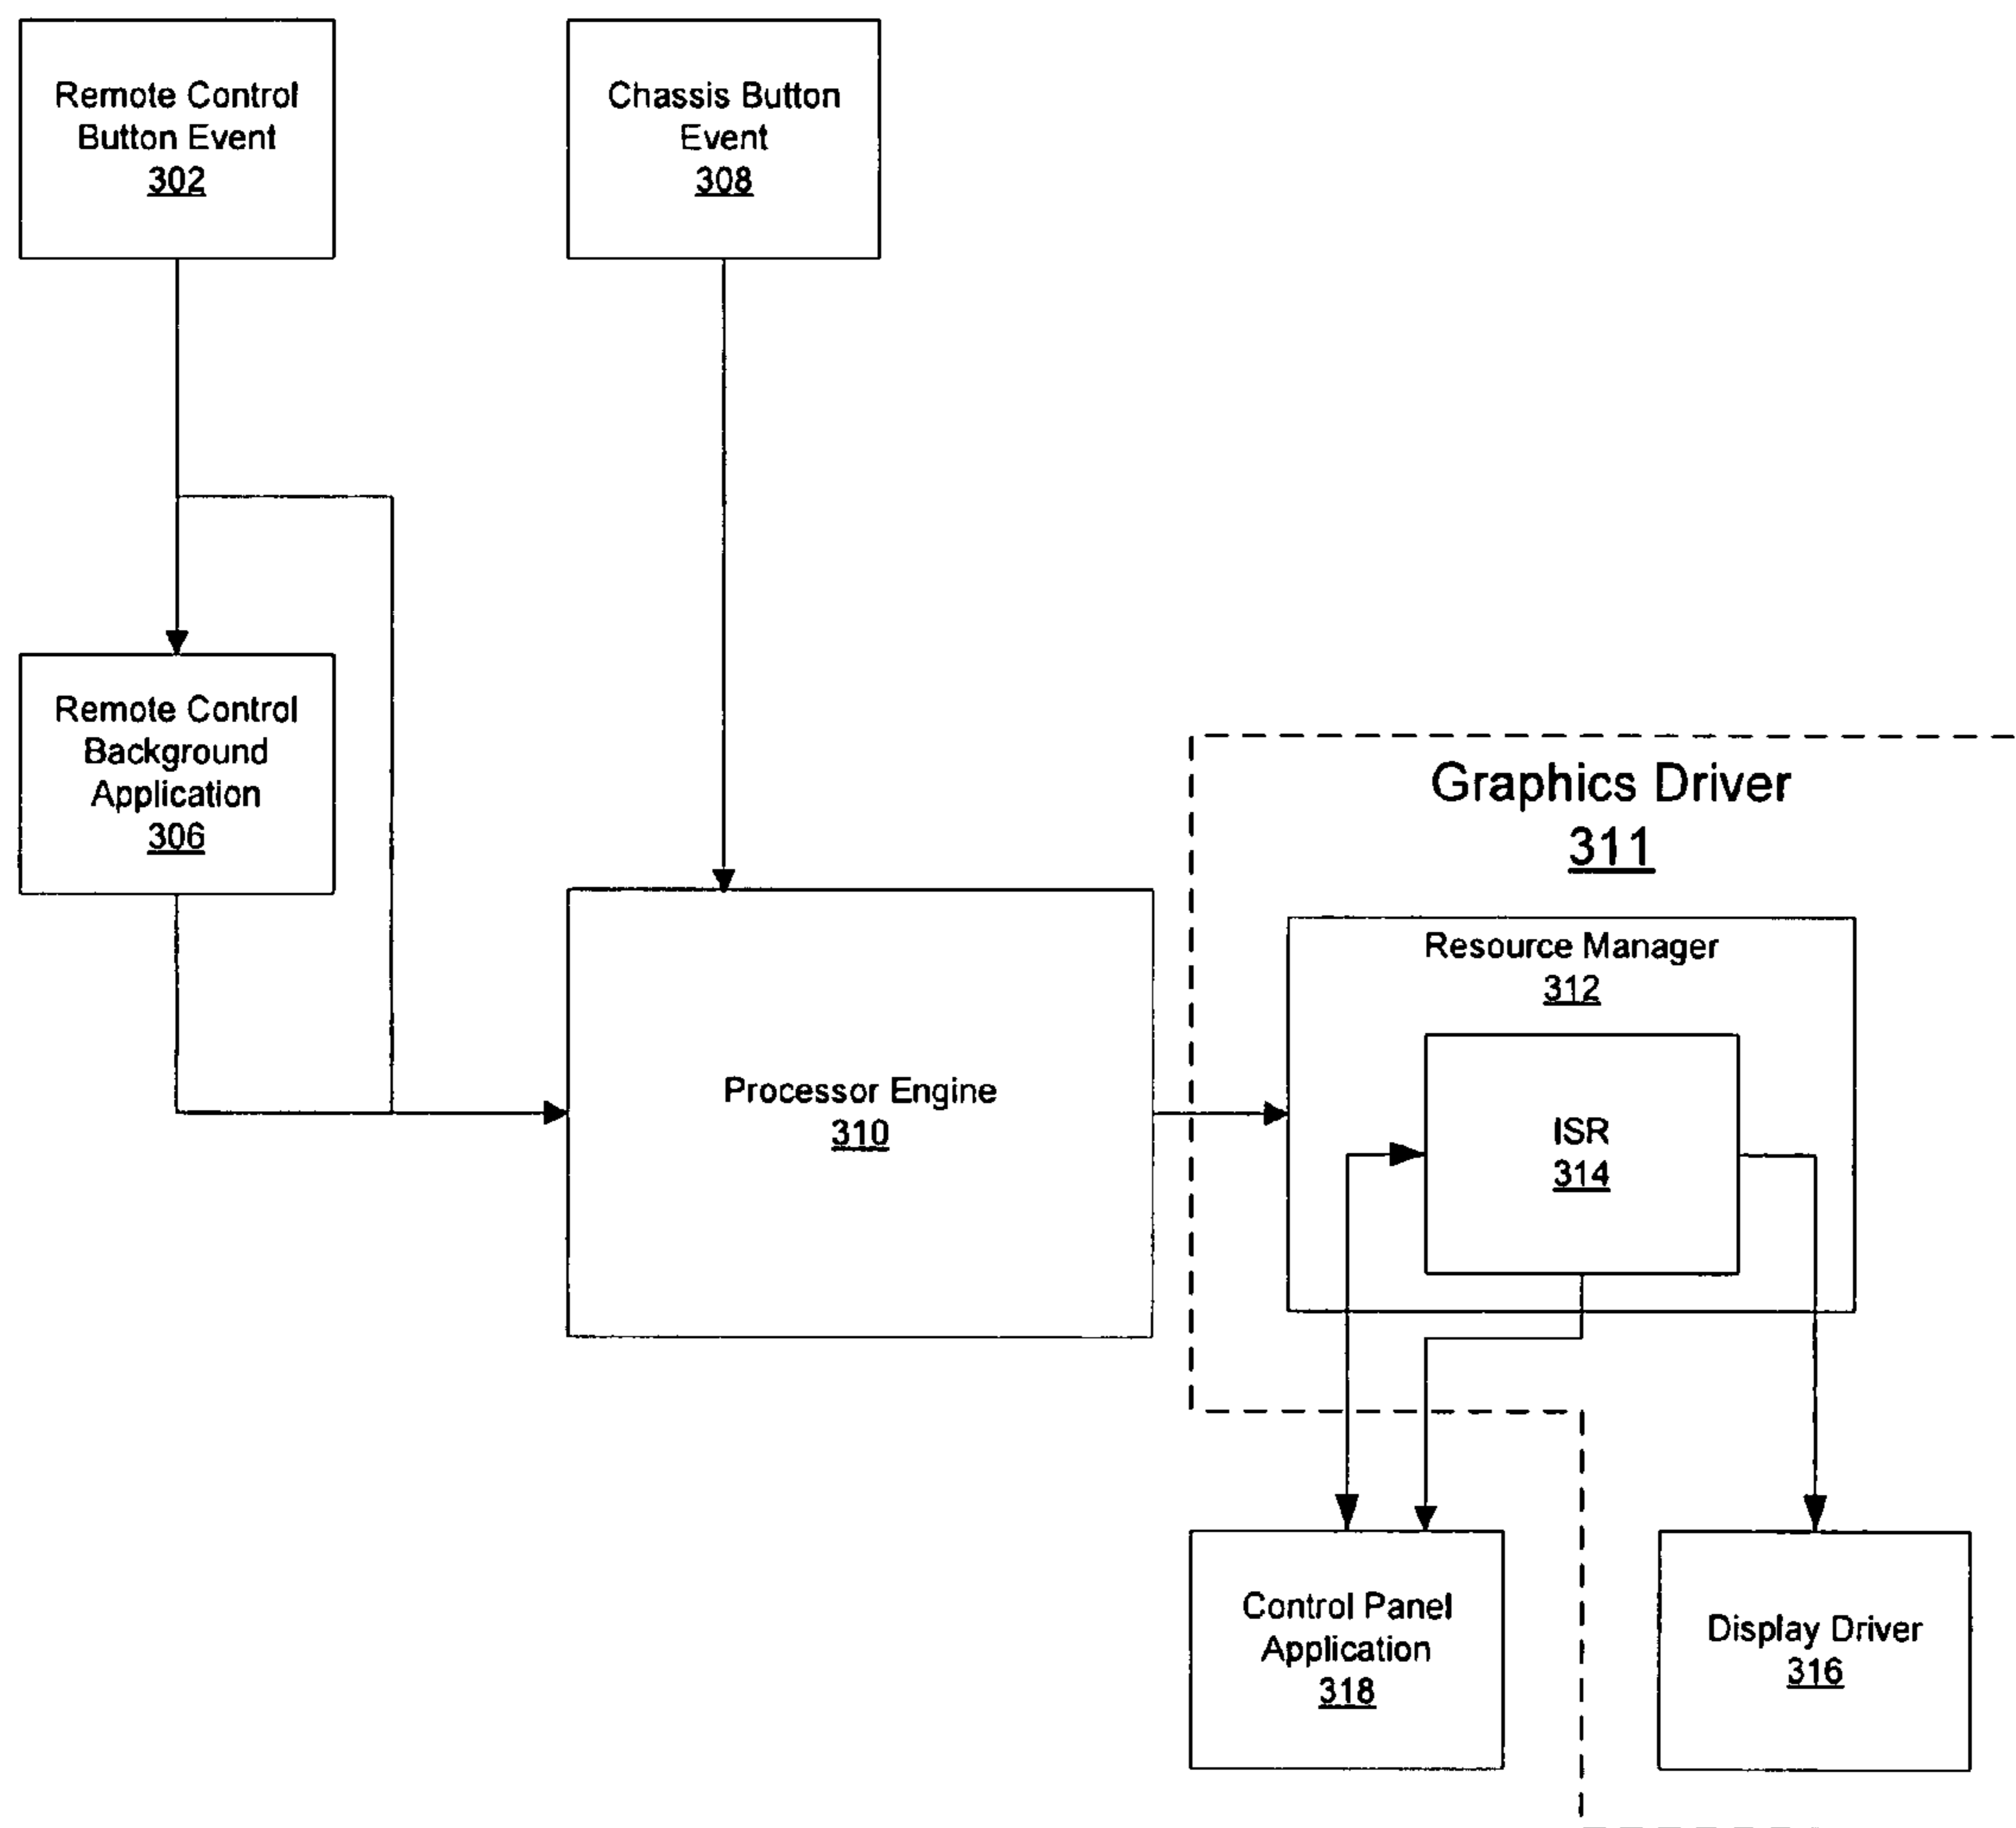 Remote Control
Button Event
302
Chassis Button
Event
308
Remote Control
Background
Application
306
Graphics Driver
311
Resource Manager
312
Processor Engine
310
ISR
314
Control Panel
Application
318
Display Driver
316